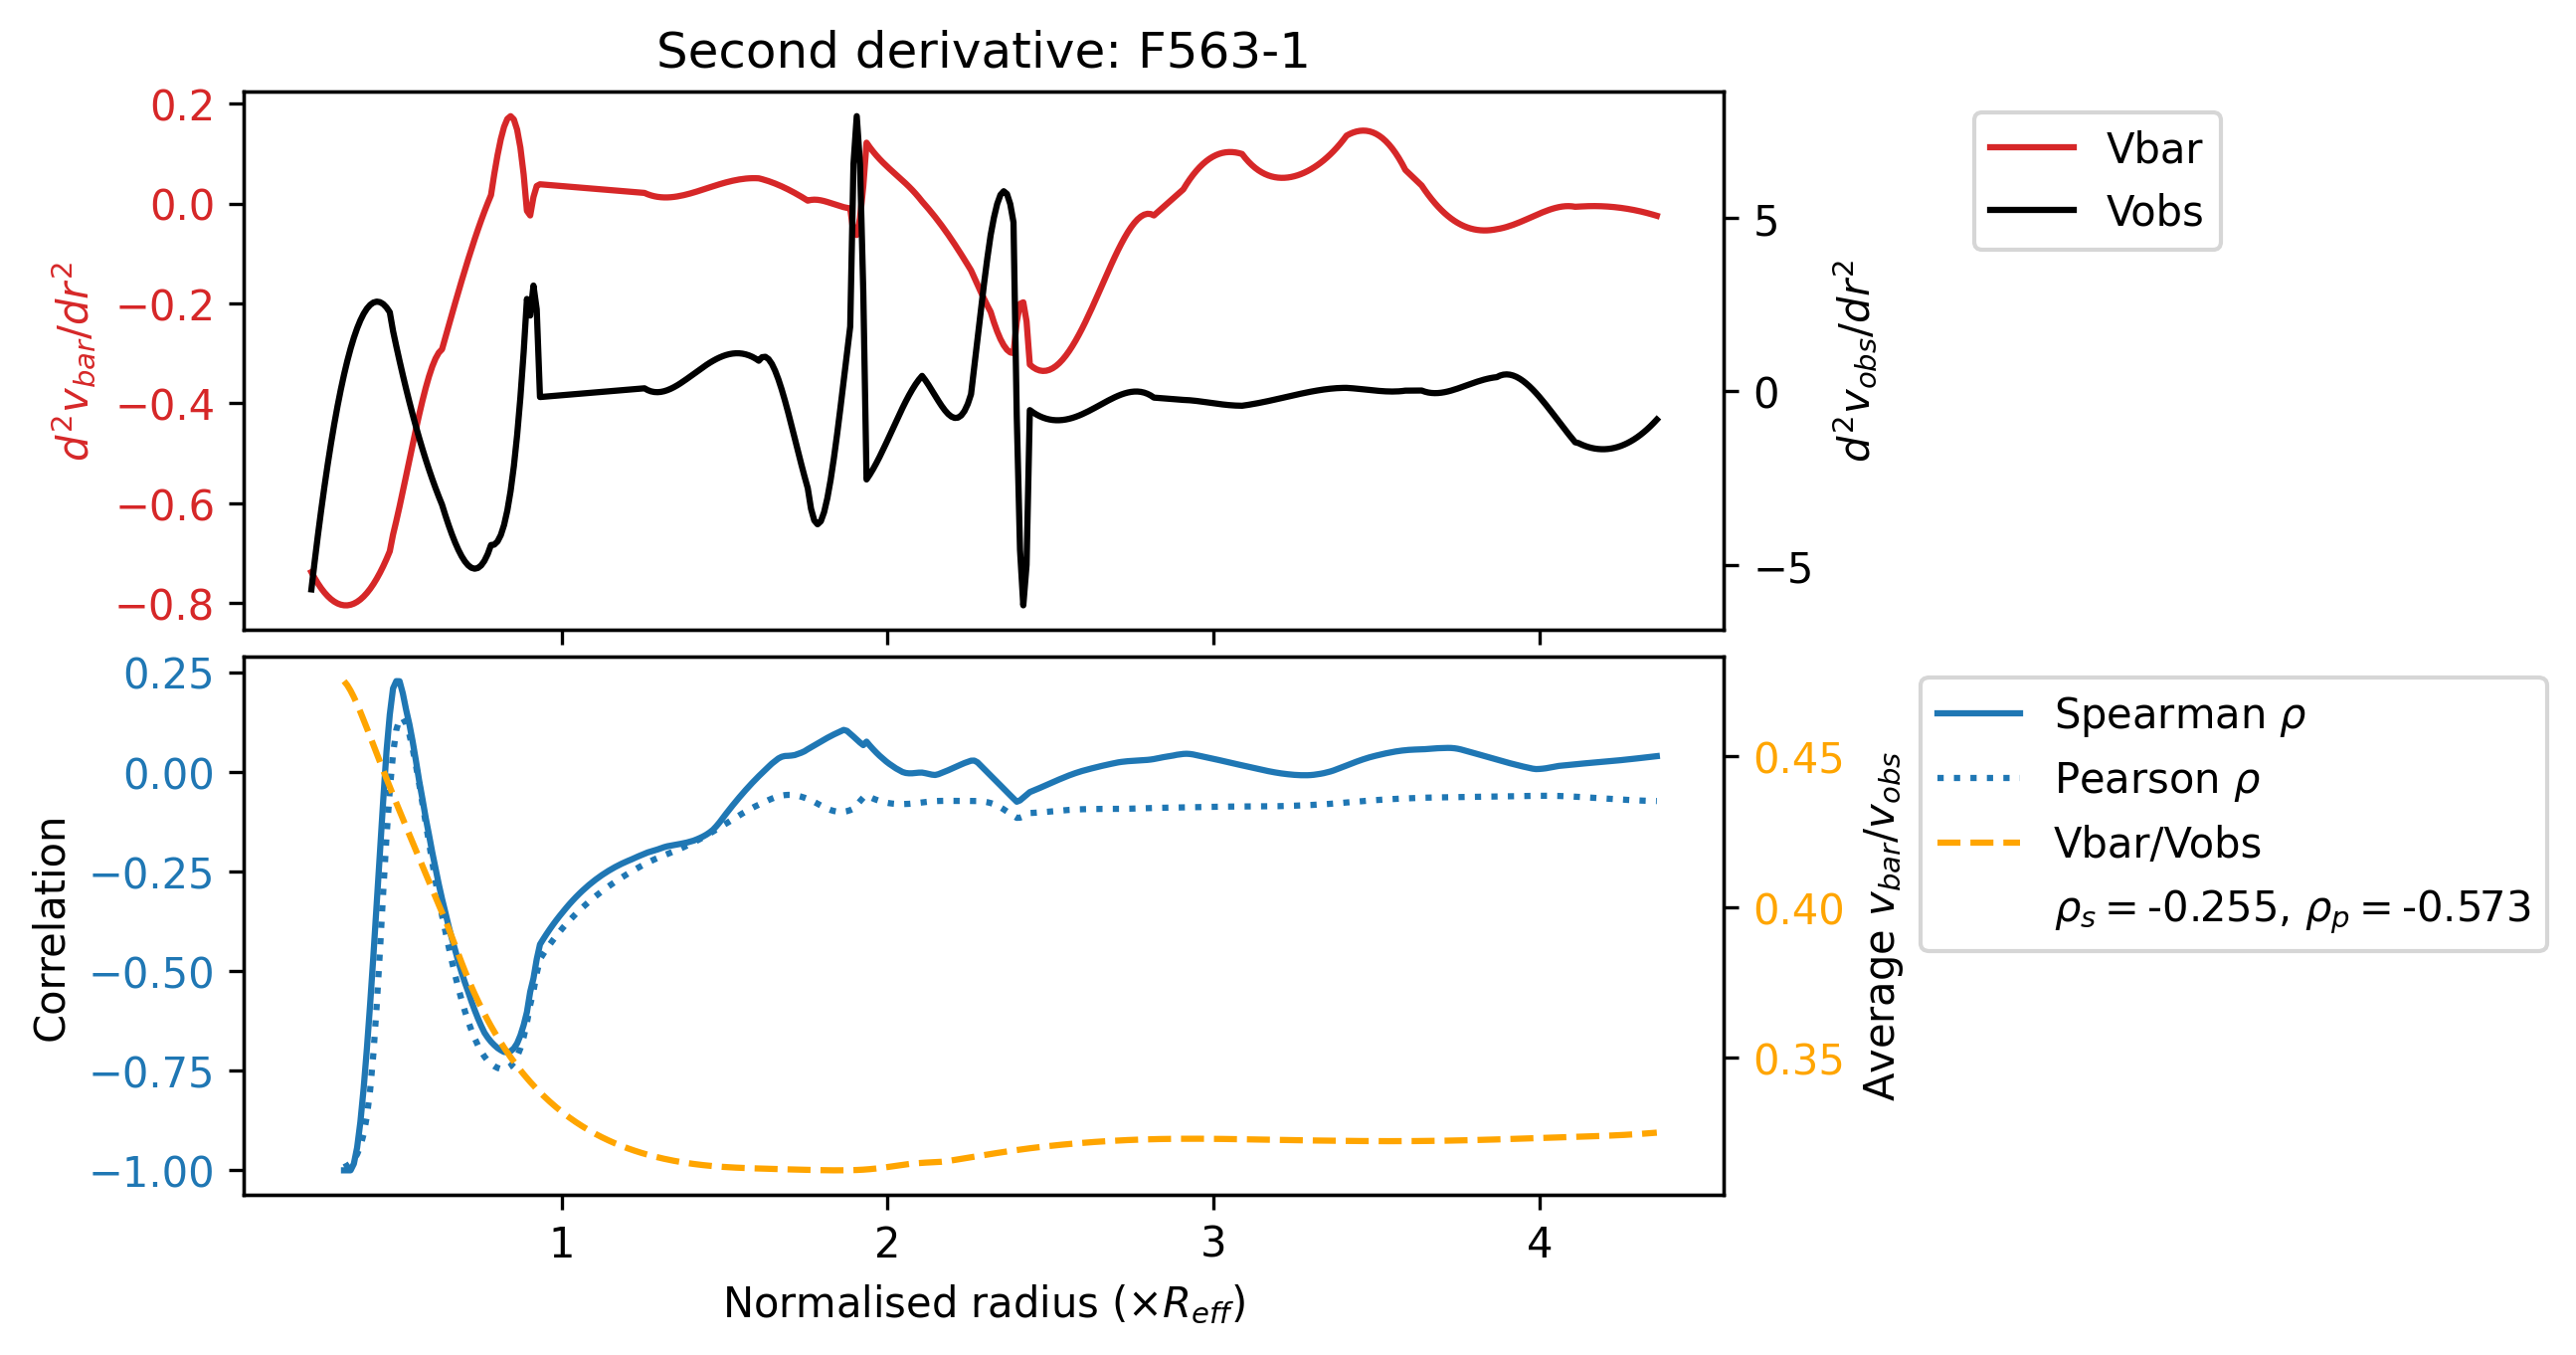 Second derivative: F563-1
d²v_bar/dr²
0.2
0.0
−0.2
−0.4
−0.6
−0.8
5
0
−5
d²v_obs/dr²
Vbar
Vobs
Correlation
0.25
0.00
−0.25
−0.50
−0.75
−1.00
0.45
0.40
0.35
Average v_bar/v_obs
Spearman ρ
Pearson ρ
Vbar/Vobs
ρ_s = -0.255, ρ_p = -0.573
1 2 3 4
Normalised radius (×R_eff)